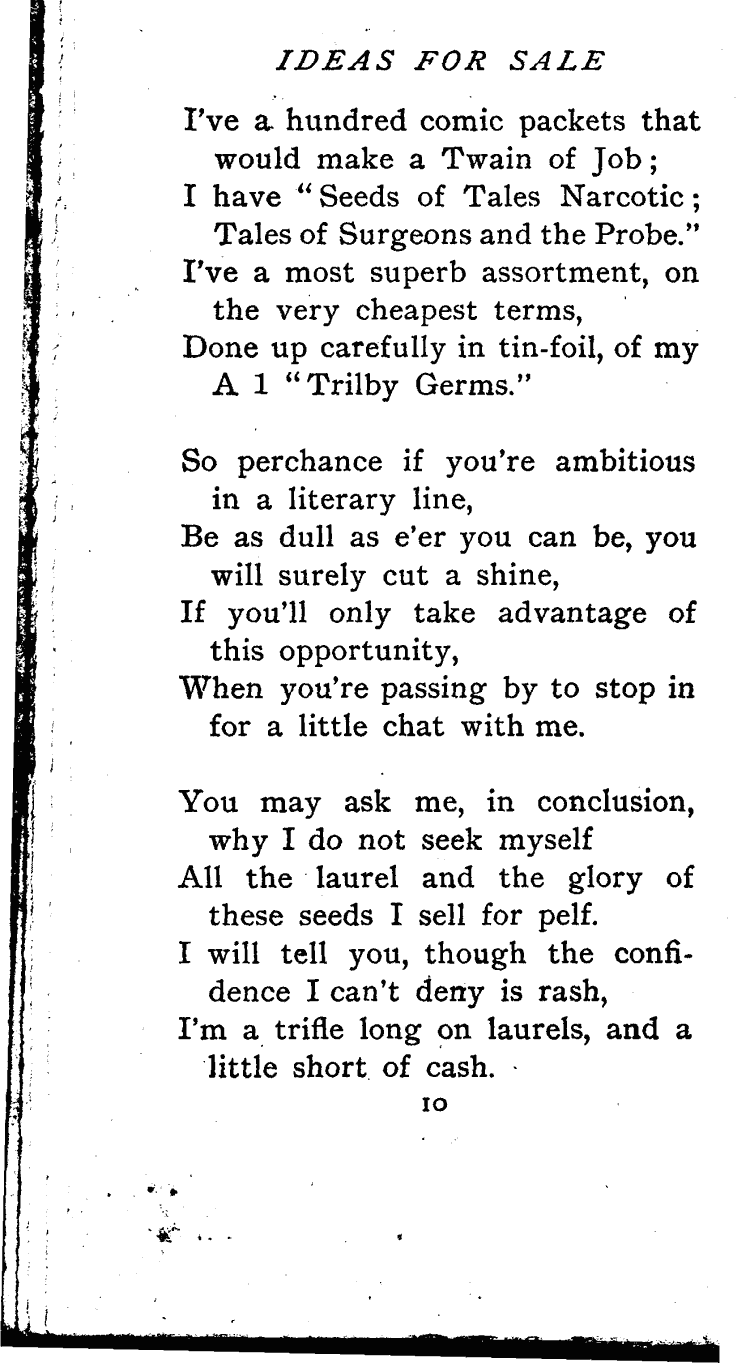 IDEAS FOR SALE
I've a hundred comic packets that
would make a Twain of Job;
I have "Seeds of Tales Narcotic;
Tales of Surgeons and the Probe."
I've a most superb assortment, on
the very cheapest terms,
Done up carefully in tin-foil, of my
A 1 "Trilby Germs."
So perchance if you're ambitious
in a literary line,
Be as dull as e'er you can be, you
will surely cut a shine,
If you'll only take advantage of
this opportunity,
When you're passing by to stop in
for a little chat with me.
You may ask me, in conclusion,
why I do not seek myself
All the laurel and the glory of
these seeds I sell for pelf.
I will tell you, though the confi-
dence I can't deny is rash,
I'm a trifle long on laurels, and a
little short of cash.
10